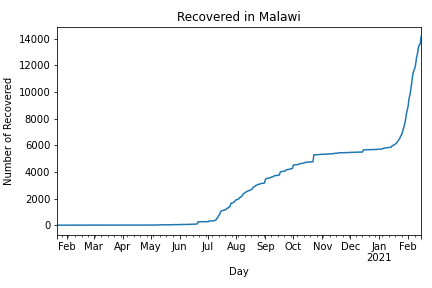 Recovered in Malawi
Number of Recovered
14000
12000
10000
8000
6000
4000
2000
0
Feb Mar Apr May Jun Jul Aug Sep Oct Nov Dec Jan Feb
2021
Day